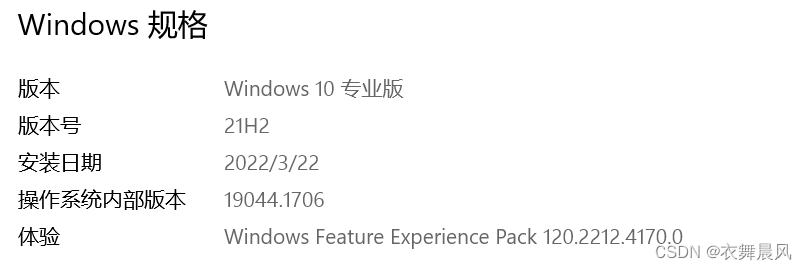 Windows 规格
版本 Windows 10 专业版
版本号 21H2
安装日期 2022/3/22
操作系统内部版本 19044.1706
体验 Windows Feature Experience Pack 120.2212.4170.0
CSDN @衣舞晨风